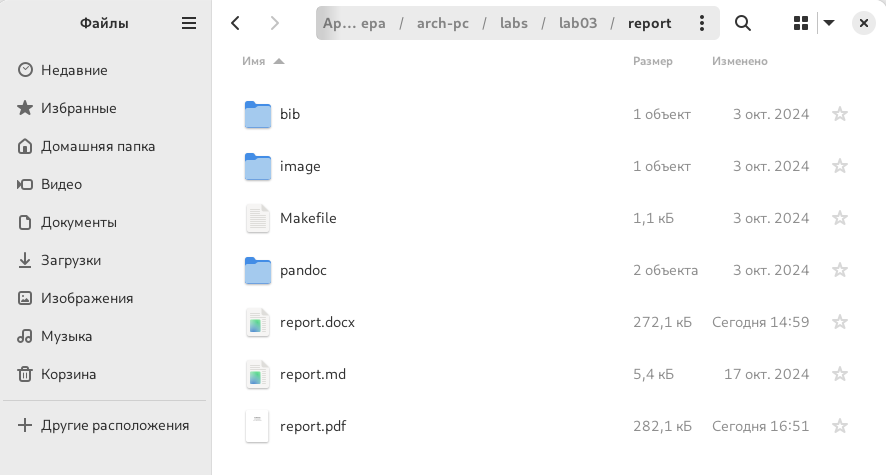 Файлы
Недавние
Избранные
Домашняя папка
Видео
Документы
Загрузки
Изображения
Музыка
Корзина
Другие расположения
Ap… epa / arch-pc / labs / lab03 / report
Имя Размер Изменено
bib 1 объект 3 окт. 2024
image 1 объект 3 окт. 2024
Makefile 1,1 кБ 3 окт. 2024
pandoc 2 объекта 3 окт. 2024
report.docx 272,1 кБ Сегодня 14:59
report.md 5,4 кБ 17 окт. 2024
report.pdf 282,1 кБ Сегодня 16:51